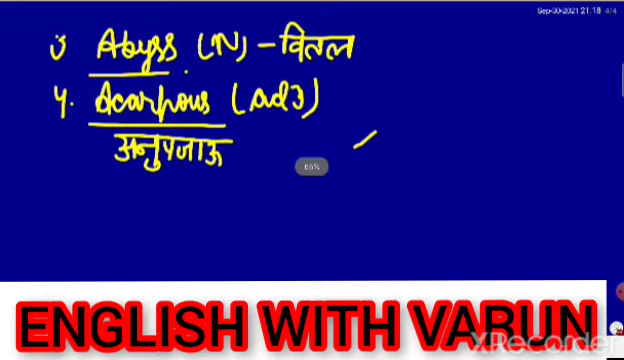 Sep-30-2021 21:18 4/4
3 Abyss (N) - वितल
4. Acarpous (Adj)
अनुपजाऊ
66%
ENGLISH WITH VARUN
XRecorder